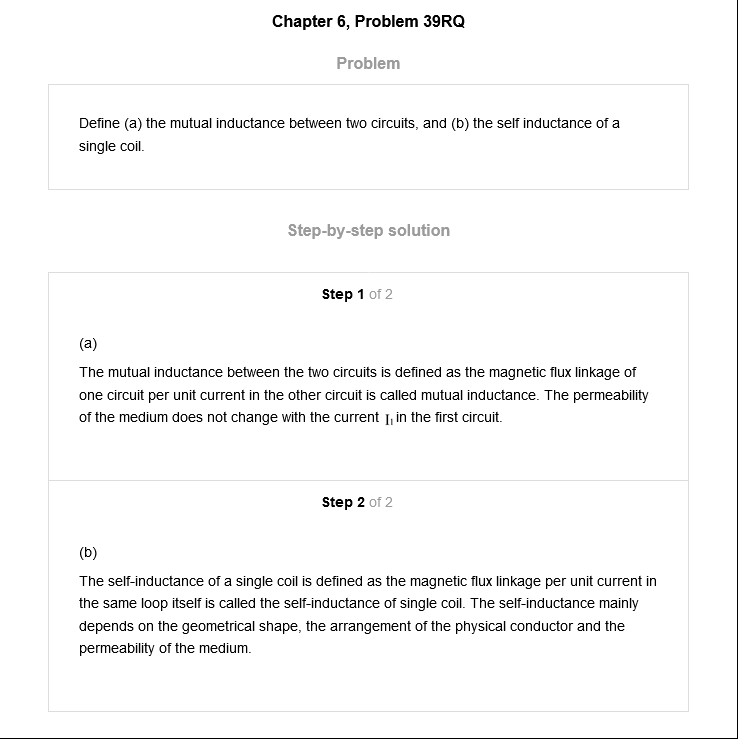 Chapter 6, Problem 39RQ
Problem
Define (a) the mutual inductance between two circuits, and (b) the self inductance of a
single coil.
Step-by-step solution
Step 1 of 2
(a)
The mutual inductance between the two circuits is defined as the magnetic flux linkage of
one circuit per unit current in the other circuit is called mutual inductance. The permeability
of the medium does not change with the current I₁ in the first circuit.
Step 2 of 2
(b)
The self-inductance of a single coil is defined as the magnetic flux linkage per unit current in
the same loop itself is called the self-inductance of single coil. The self-inductance mainly
depends on the geometrical shape, the arrangement of the physical conductor and the
permeability of the medium.